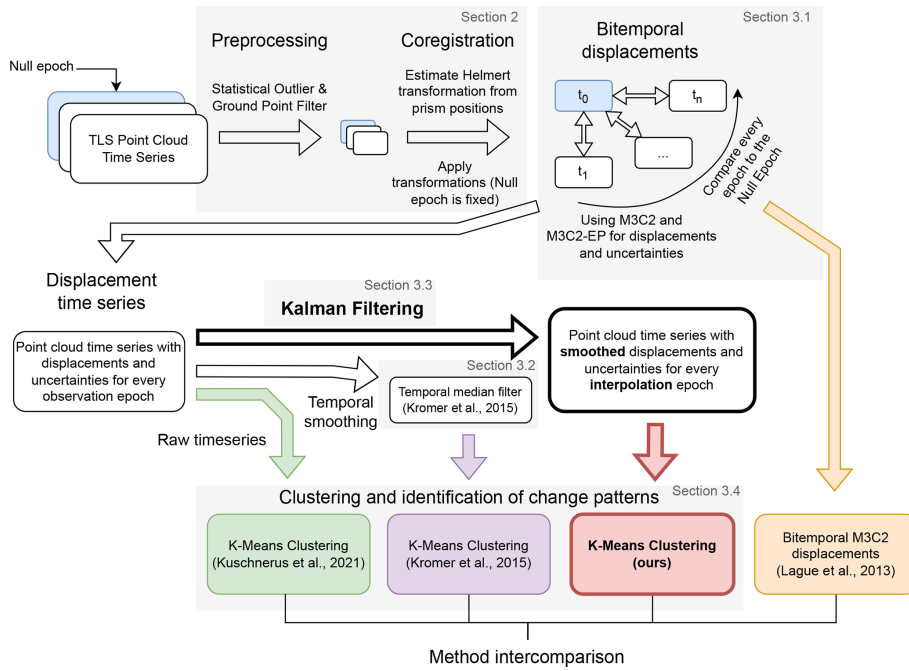 Section 2
Section 3.1
Preprocessing
Coregistration
Bitemporal
displacements
Null epoch
Statistical Outlier &
Ground Point Filter
Estimate Helmert
transformation from
prism positions
TLS Point Cloud
Time Series
Apply
transformations (Null
epoch is fixed)
t0
tn
...
t1
Compare every
epoch to the
Null Epoch
Using M3C2 and
M3C2-EP for displacements
and uncertainties
Displacement
time series
Section 3.3
Kalman Filtering
Point cloud time series with
displacements and
uncertainties for every
observation epoch
Point cloud time series with
smoothed displacements and
uncertainties for every
interpolation epoch
Section 3.2
Temporal median filter
(Kromer et al., 2015)
Temporal
smoothing
Raw timeseries
Section 3.4
Clustering and identification of change patterns
K-Means Clustering
(Kuschnerus et al., 2021)
K-Means Clustering
(Kromer et al., 2015)
K-Means Clustering
(ours)
Bitemporal M3C2
displacements
(Lague et al., 2013)
Method intercomparison